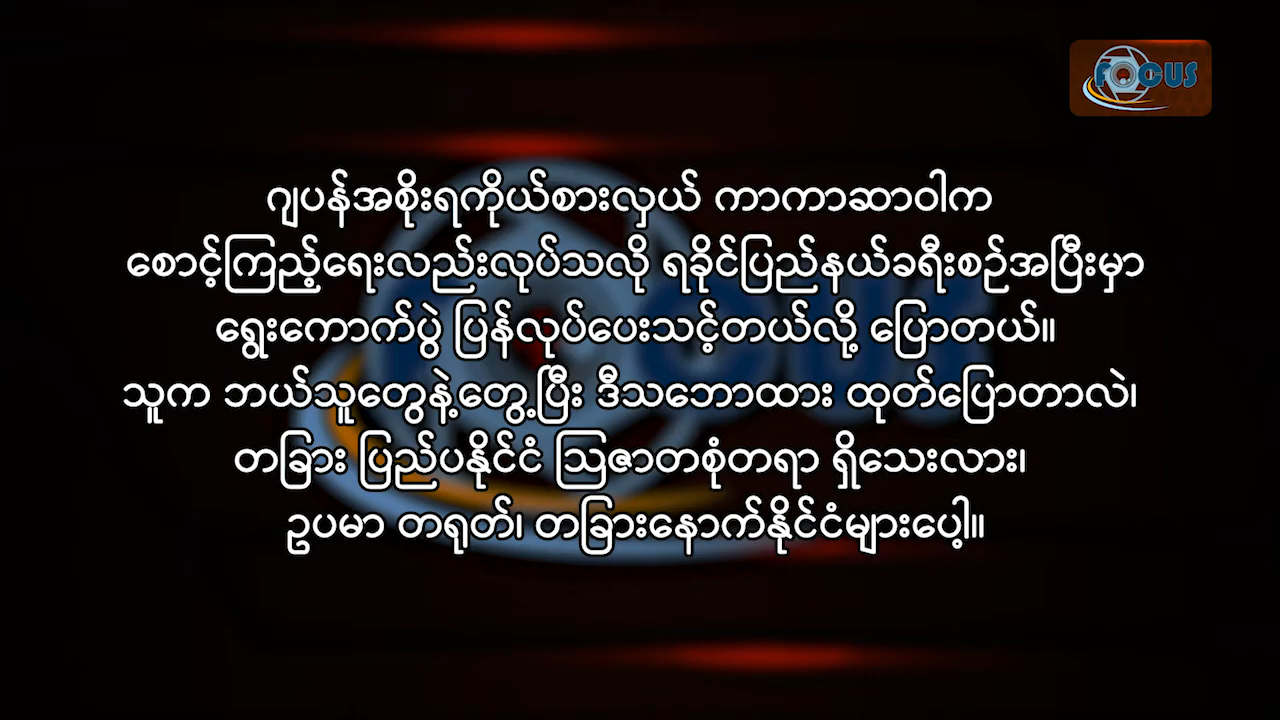 FOCUS
ဂျပန်အစိုးရကိုယ်စားလှယ် ကာကာဆာဝါက
စောင့်ကြည့်ရေးလည်းလုပ်သလို ရခိုင်ပြည်နယ်ခရီးစဉ်အပြီးမှာ
ရွေးကောက်ပွဲ ပြန်လုပ်ပေးသင့်တယ်လို့ ပြောတယ်။
သူက ဘယ်သူတွေနဲ့တွေ့ပြီး ဒီသဘောထား ထုတ်ပြောတာလဲ၊
တခြား ပြည်ပနိုင်ငံ သြဇာတစုံတရာ ရှိသေးလား၊
ဥပမာ တရုတ်၊ တခြားနောက်နိုင်ငံများပေါ့။